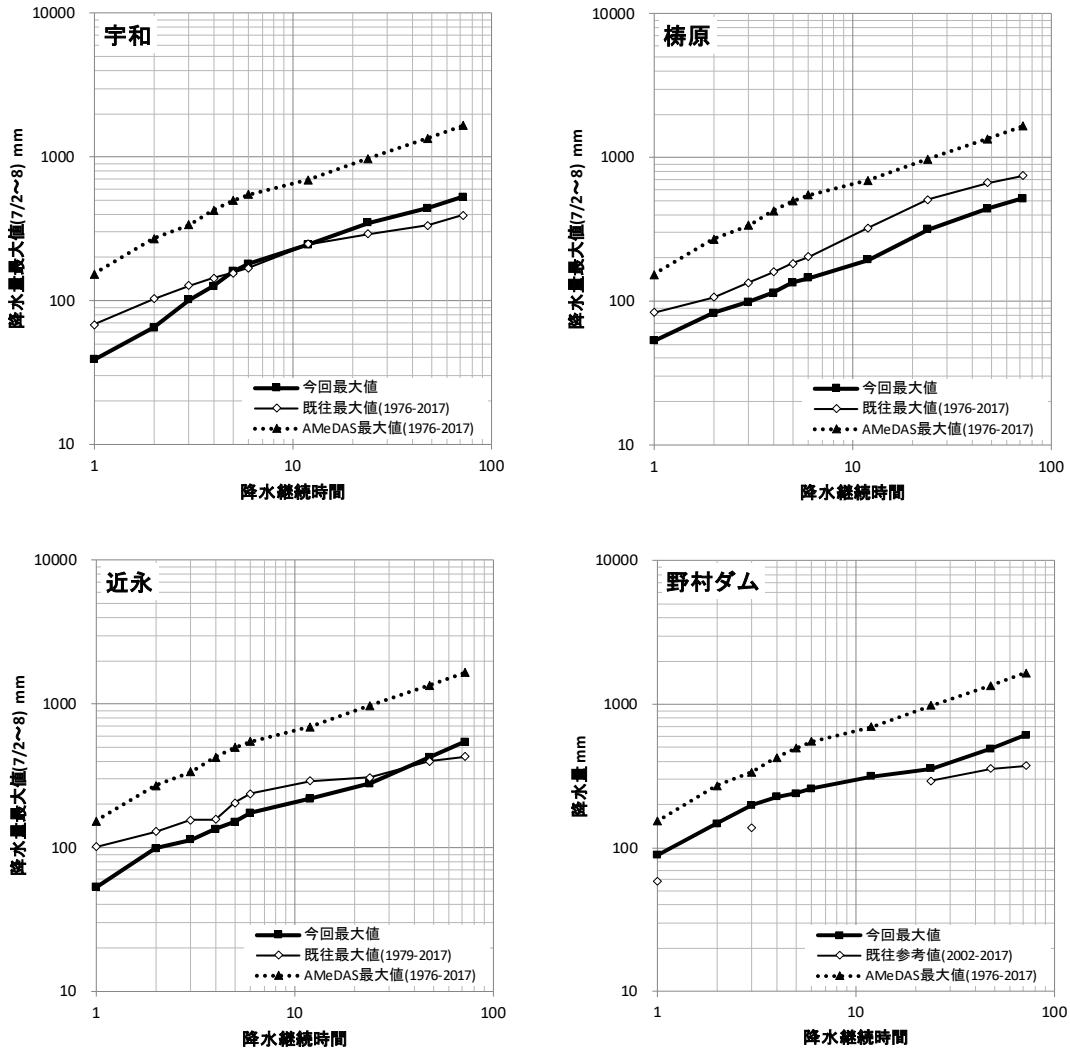 宇和
10000
1000
100
10
降水量最大値(7/2～8) mm
今回最大値
既往最大値(1976-2017)
AMeDAS最大値(1976-2017)
1
10
100
降水継続時間
梼原
10000
1000
100
10
降水量最大値(7/2～8) mm
今回最大値
既往最大値(1976-2017)
AMeDAS最大値(1976-2017)
1
10
100
降水継続時間
近永
10000
1000
100
10
降水量最大値(7/2～8) mm
今回最大値
既往最大値(1979-2017)
AMeDAS最大値(1976-2017)
1
10
100
降水継続時間
野村ダム
10000
1000
100
10
降水量mm
今回最大値
既往参考値(2002-2017)
AMeDAS最大値(1976-2017)
1
10
100
降水継続時間